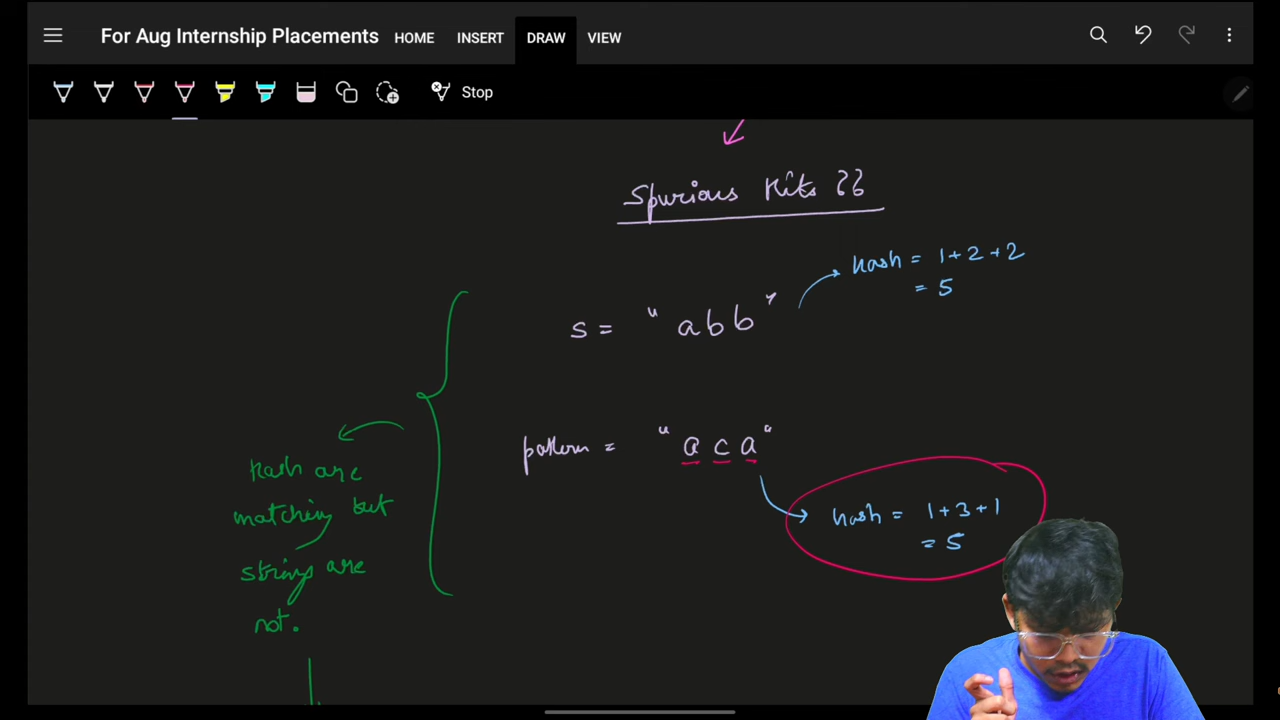 For Aug Internship Placements HOME INSERT DRAW VIEW
Stop
Spurious Hits ??
hash = 1+2+2
= 5
s = "abb"
pattern = "aca"
hash = 1+3+1
= 5
Hash are
matching but
strings are
not.